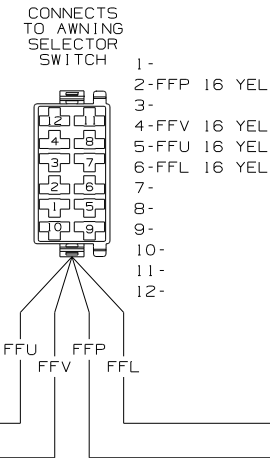 CONNECTS
TO AWNING
SELECTOR
SWITCH
1-
2-FFP 16 YEL
3-
4-FFV 16 YEL
5-FFU 16 YEL
6-FFL 16 YEL
7-
8-
9-
10-
11-
12-
12 11
4 8
3 7
2 6
1 5
10 9
FFU FFP
FFV FFL